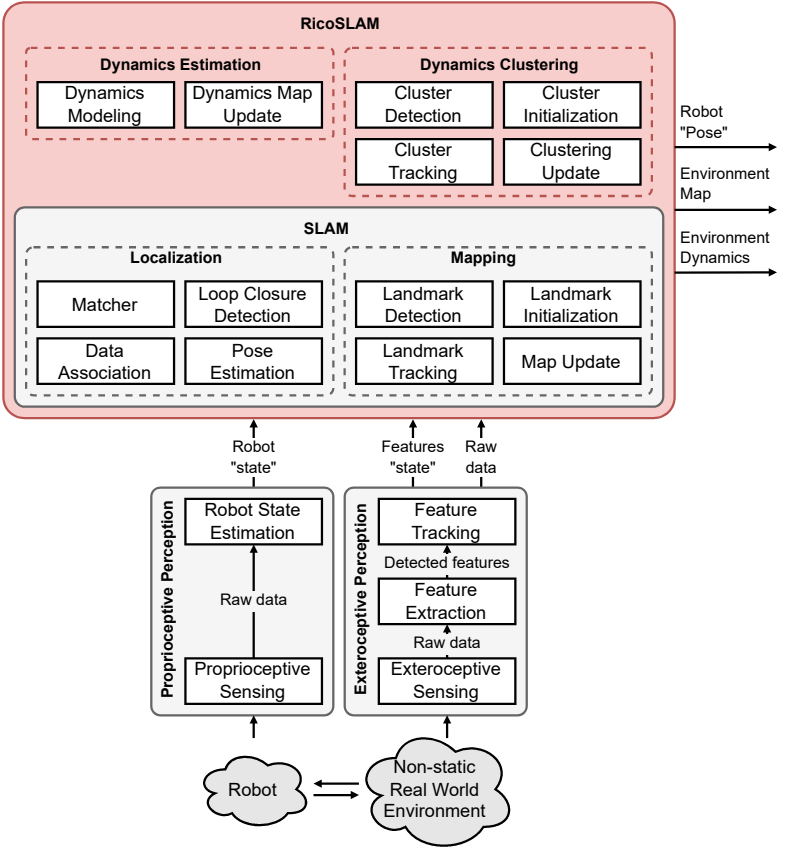 RicoSLAM
Dynamics Estimation
Dynamics
Modeling
Dynamics Map
Update
Dynamics Clustering
Cluster
Detection
Cluster
Initialization
Cluster
Tracking
Clustering
Update
Robot
"Pose"
Environment
Map
Environment
Dynamics
SLAM
Localization
Matcher
Loop Closure
Detection
Data
Association
Pose
Estimation
Mapping
Landmark
Detection
Landmark
Initialization
Landmark
Tracking
Map Update
Robot
"state"
Features
"state"
Raw
data
Proprioceptive Perception
Robot State
Estimation
Raw data
Proprioceptive
Sensing
Exteroceptive Perception
Feature
Tracking
Detected features
Feature
Extraction
Raw data
Exteroceptive
Sensing
Robot
Non-static
Real World
Environment